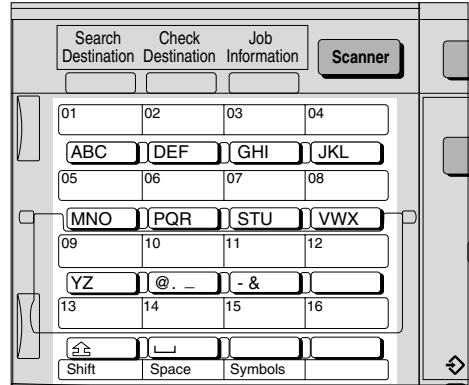 Search Destination Check Destination Job Information
Scanner
01 02 03 04
ABC DEF GHI JKL
05 06 07 08
MNO PQR STU VWX
09 10 11 12
YZ @. _ - &
13 14 15 16
Shift Space Symbols